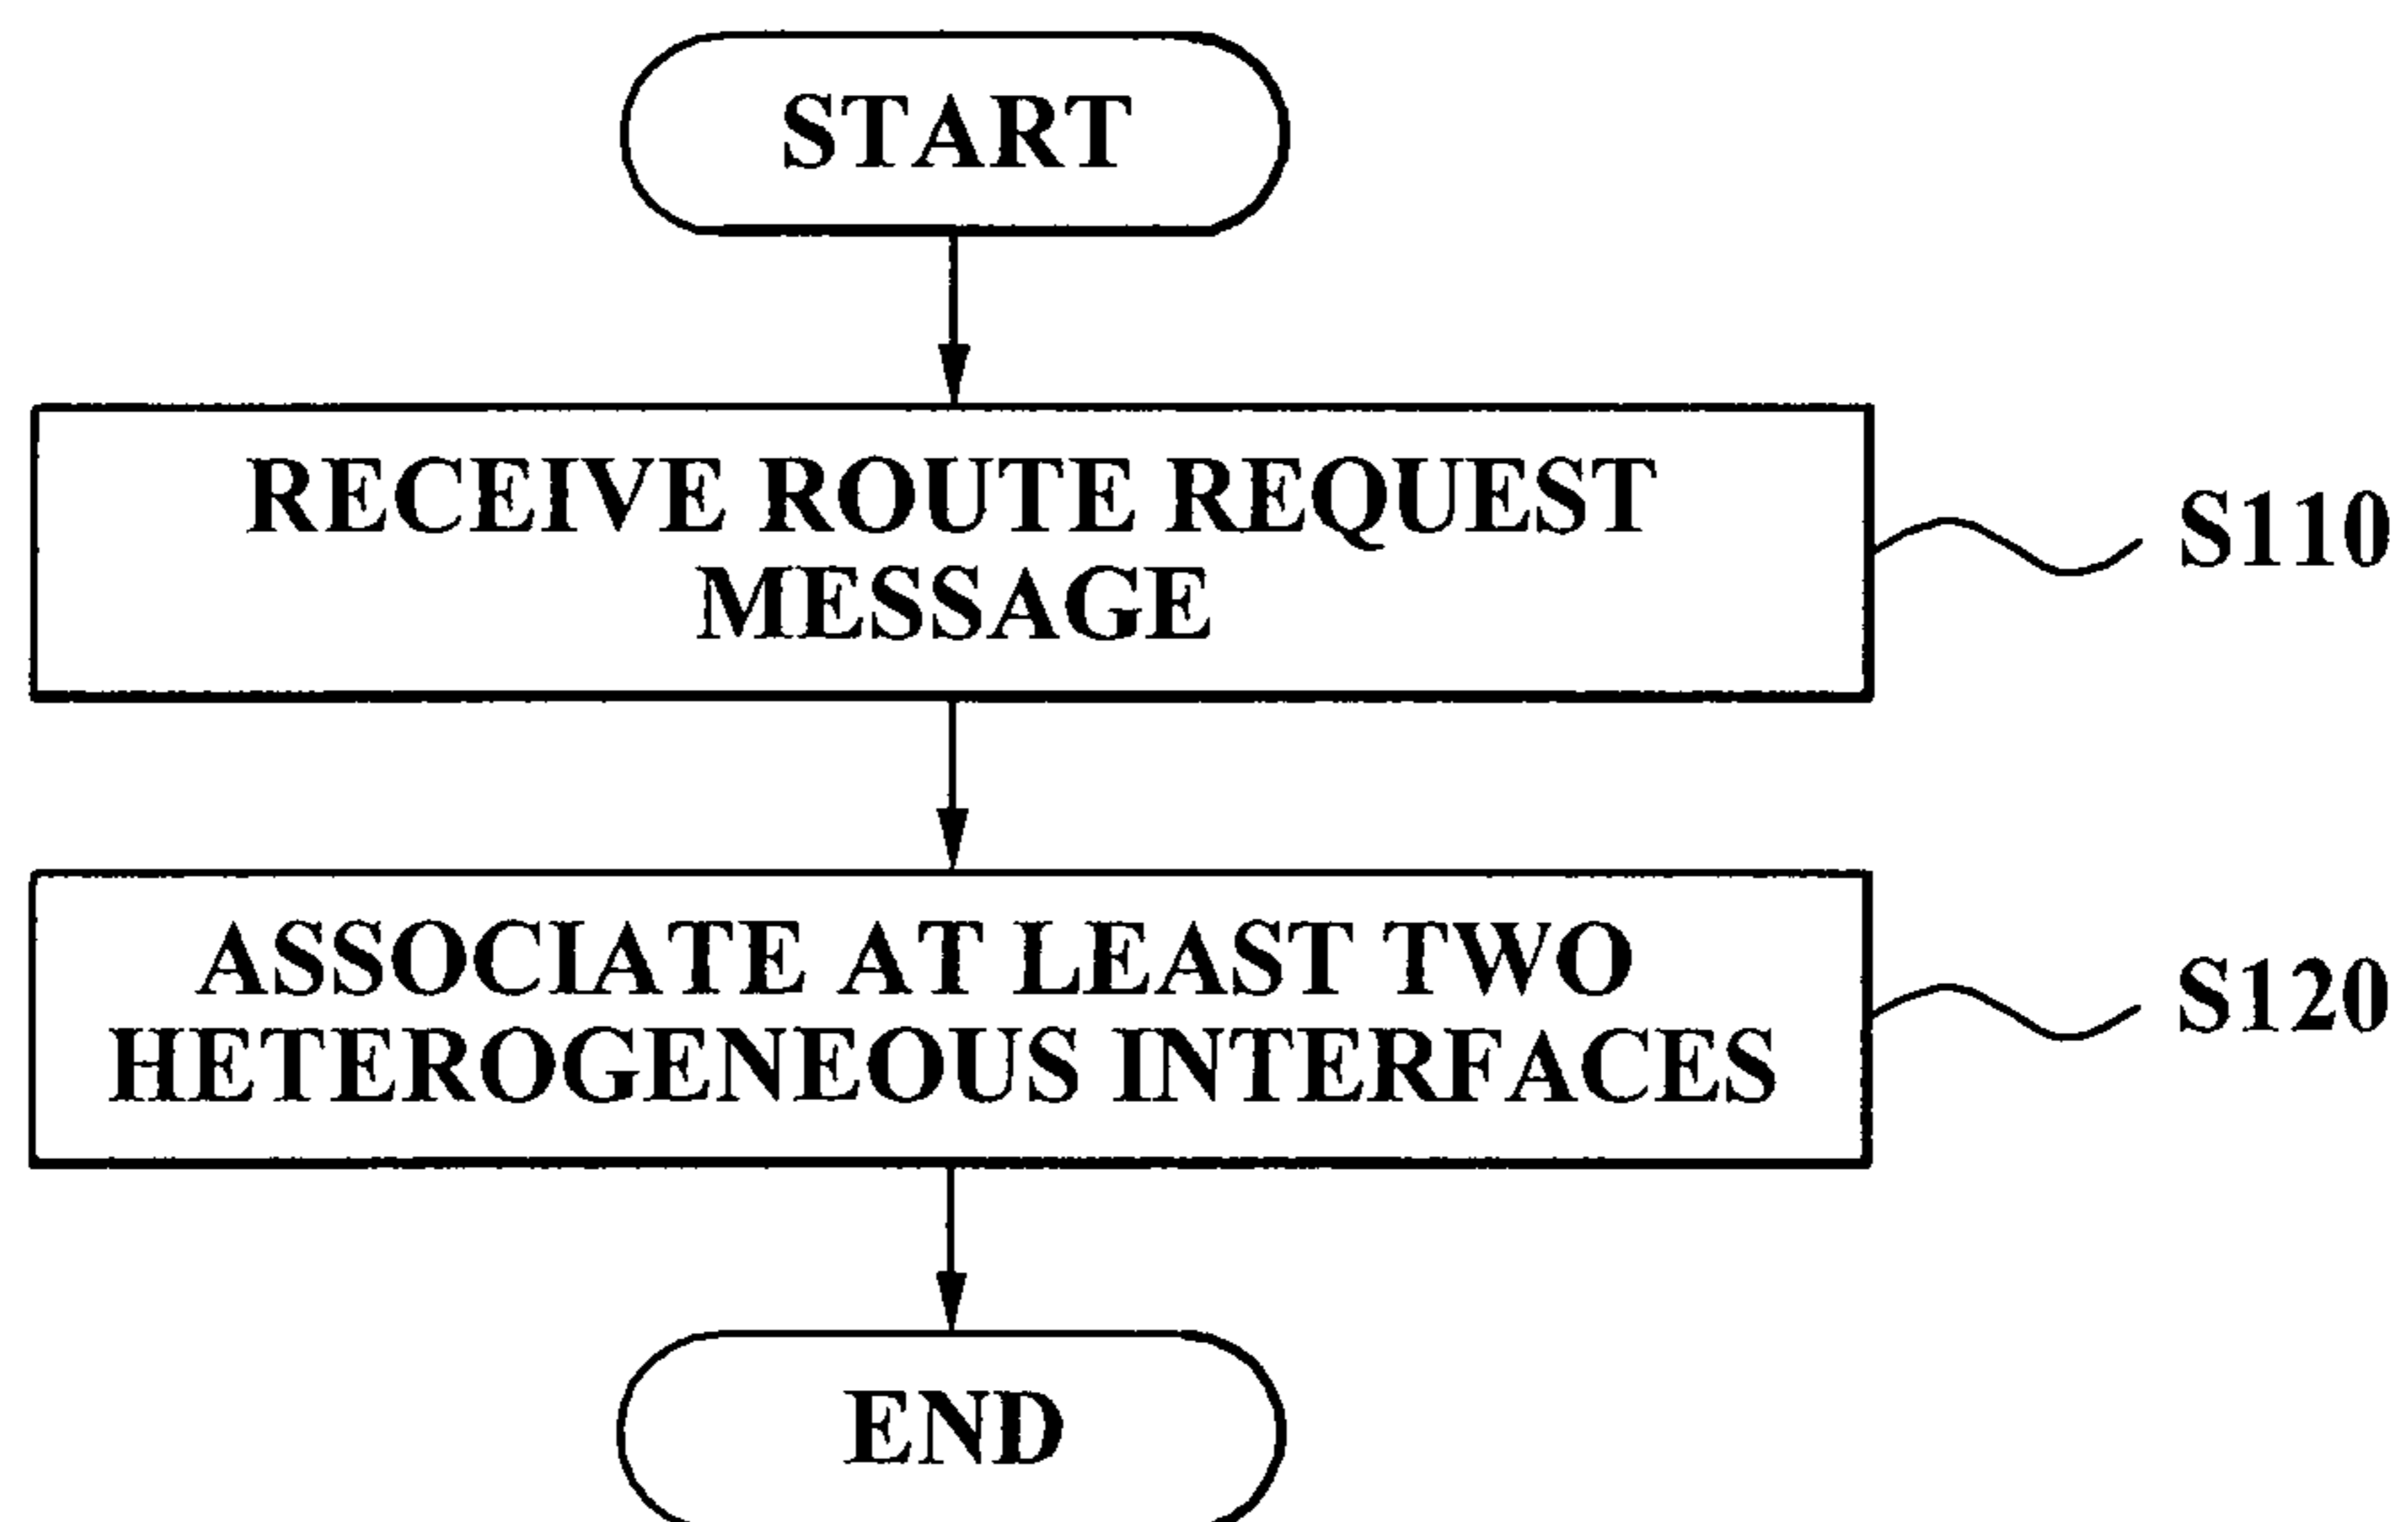 START
RECEIVE ROUTE REQUEST
MESSAGE
S110
ASSOCIATE AT LEAST TWO
HETEROGENEOUS INTERFACES
S120
END